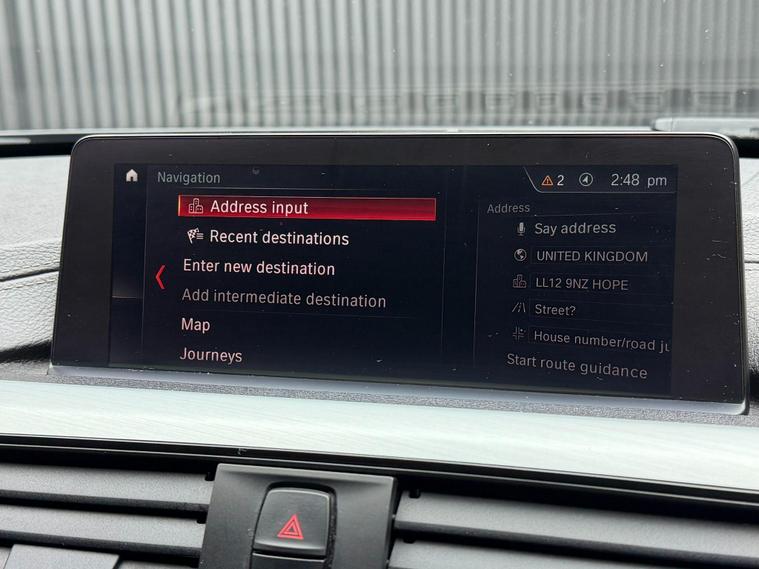 Navigation
2
2:48 pm
Address input
Recent destinations
Enter new destination
Add intermediate destination
Map
Journeys
Address
Say address
UNITED KINGDOM
LL12 9NZ HOPE
Street?
House number/road ju
Start route guidance